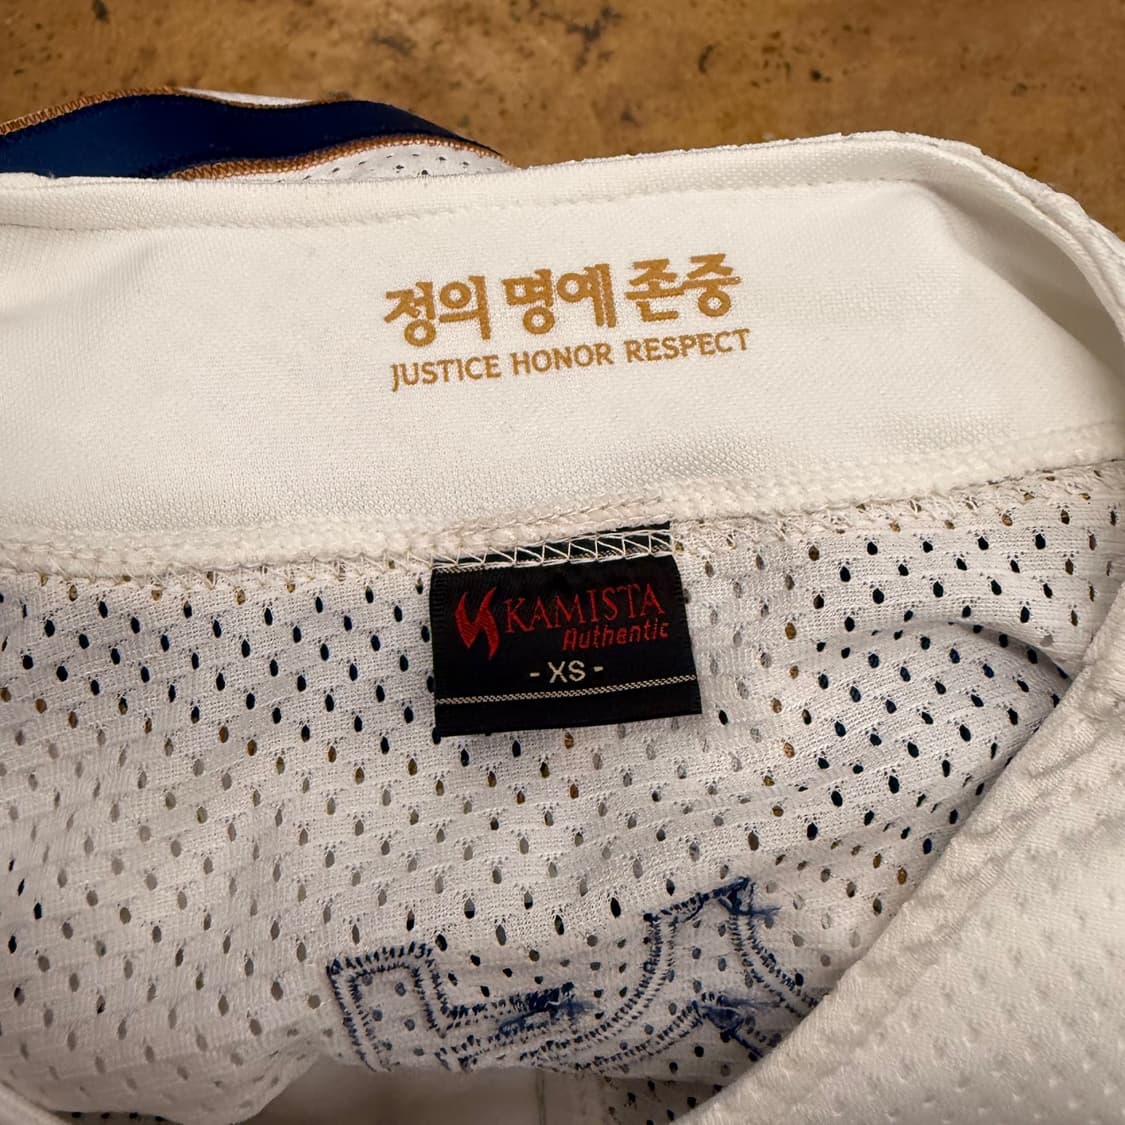 정의 명예 존중
JUSTICE HONOR RESPECT
KAMISTA
Authentic
- XS -